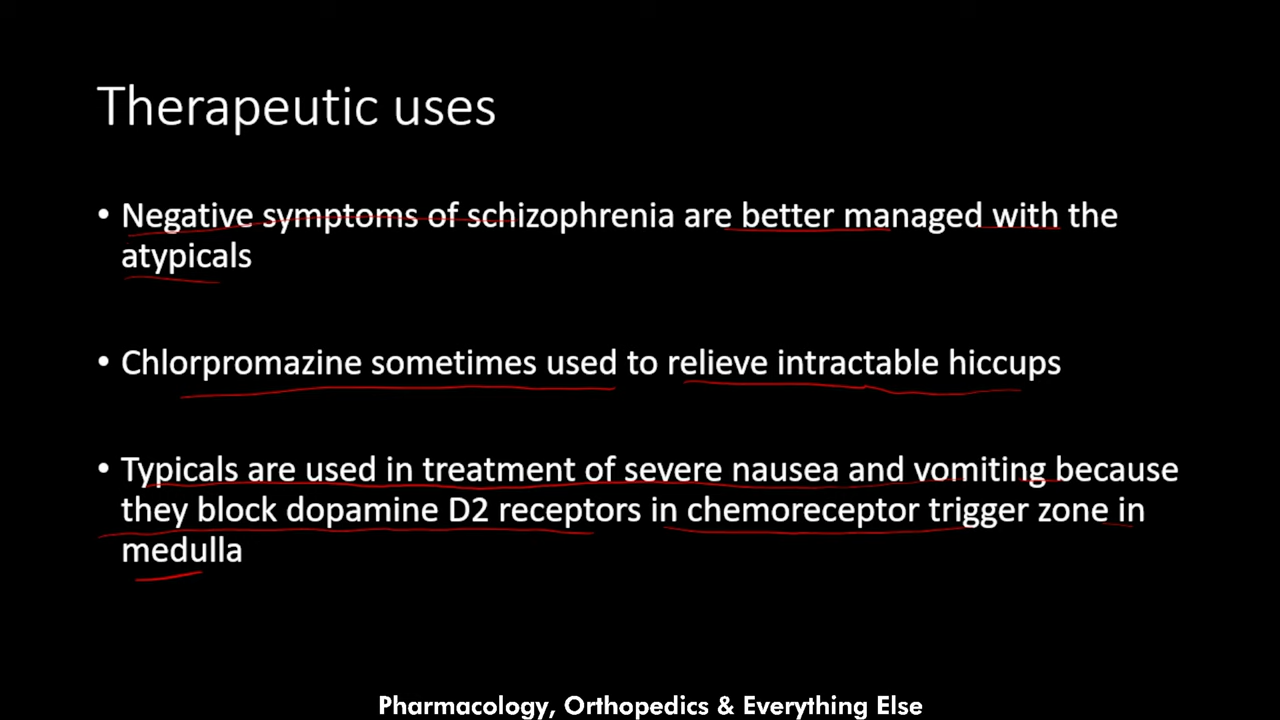 Therapeutic uses
• Negative symptoms of schizophrenia are better managed with the
atypicals
• Chlorpromazine sometimes used to relieve intractable hiccups
• Typicals are used in treatment of severe nausea and vomiting because
they block dopamine D2 receptors in chemoreceptor trigger zone in
medulla
Pharmacology, Orthopedics & Everything Else